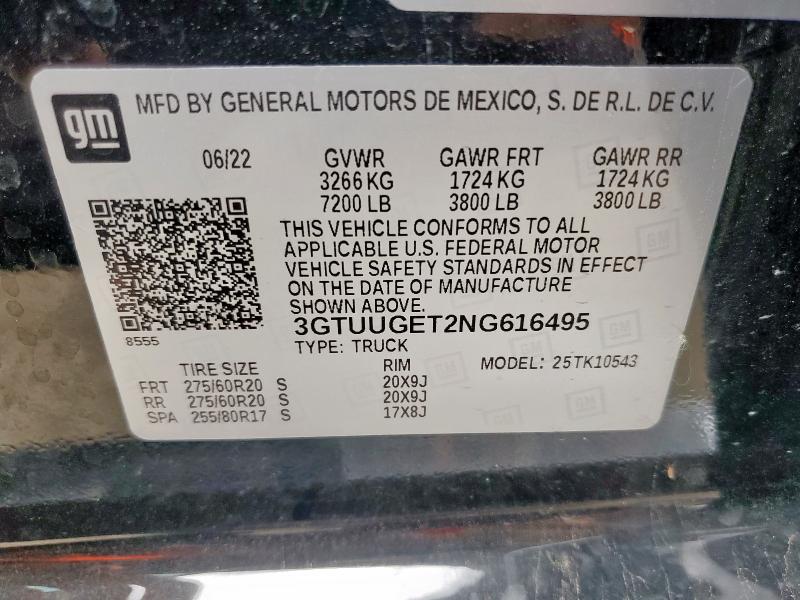 gm
MFD BY GENERAL MOTORS DE MEXICO, S. DE R.L. DE C.V.
06/22 GVWR GAWR FRT GAWR RR
3266 KG 1724 KG 1724 KG
7200 LB 3800 LB 3800 LB
THIS VEHICLE CONFORMS TO ALL
APPLICABLE U.S. FEDERAL MOTOR
VEHICLE SAFETY STANDARDS IN EFFECT
ON THE DATE OF MANUFACTURE
SHOWN ABOVE.
3GTUUGET2NG616495
8555
TYPE: TRUCK
TIRE SIZE RIM MODEL: 25TK10543
FRT 275/60R20 S 20X9J
RR 275/60R20 S 20X9J
SPA 255/80R17 S 17X8J